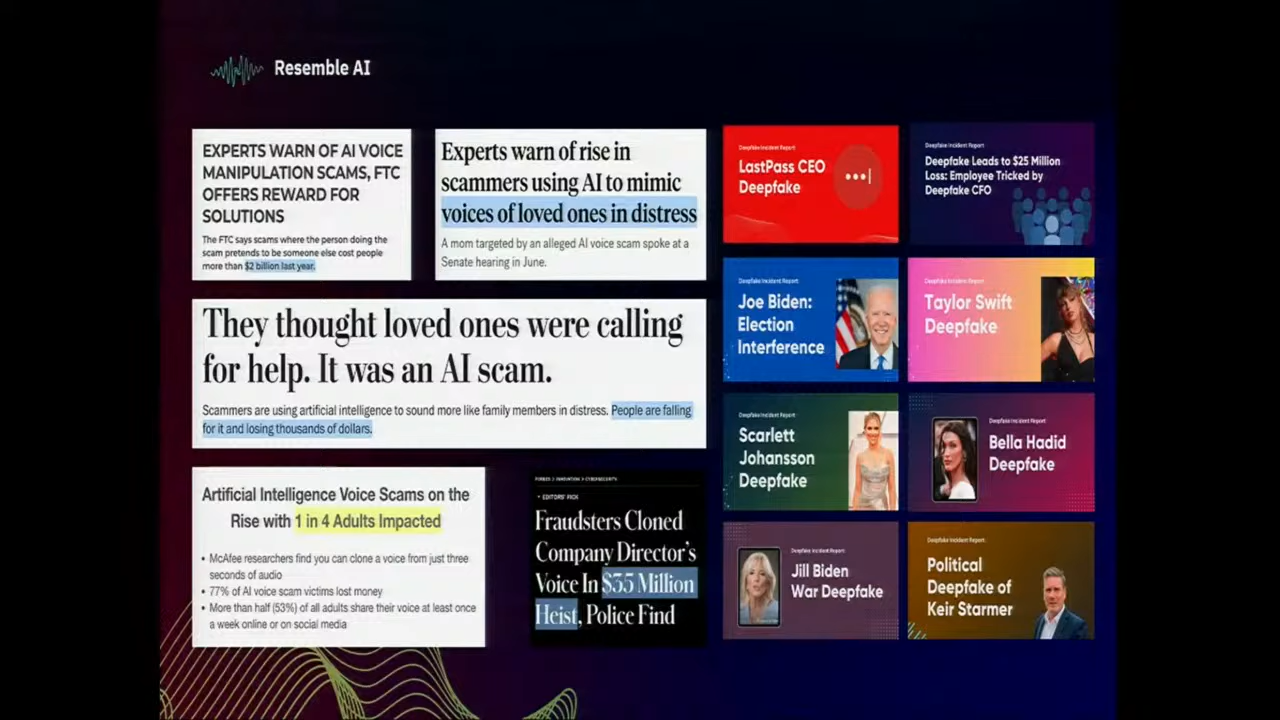 Resemble AI
EXPERTS WARN OF AI VOICE
MANIPULATION SCAMS, FTC
OFFERS REWARD FOR
SOLUTIONS
The FTC says scams where the person doing the
scam pretends to be someone else cost people
more than $2 billion last year.
Experts warn of rise in
scammers using AI to mimic
voices of loved ones in distress
A mom targeted by an alleged AI voice scam spoke at a
Senate hearing in June.
They thought loved ones were calling
for help. It was an AI scam.
Scammers are using artificial intelligence to sound more like family members in distress. People are falling
for it and losing thousands of dollars.
Artificial Intelligence Voice Scams on the
Rise with 1 in 4 Adults Impacted
• McAfee researchers find you can clone a voice from just three
seconds of audio
• 77% of AI voice scam victims lost money
• More than half (53%) of all adults share their voice at least once
a week online or on social media
FORBES > INNOVATION > CYBERSECURITY
• EDITORS' PICK
Fraudsters Cloned
Company Director's
Voice In $35 Million
Heist, Police Find
Deepfake Incident Report
LastPass CEO
Deepfake
Deepfake Incident Report
Deepfake Leads to $25 Million
Loss: Employee Tricked by
Deepfake CFO
Deepfake Incident Report
Joe Biden:
Election
Interference
Deepfake Incident Report
Taylor Swift
Deepfake
Deepfake Incident Report
Scarlett
Johansson
Deepfake
Deepfake Incident Report
Bella Hadid
Deepfake
Deepfake Incident Report
Jill Biden
War Deepfake
Political
Deepfake of
Keir Starmer